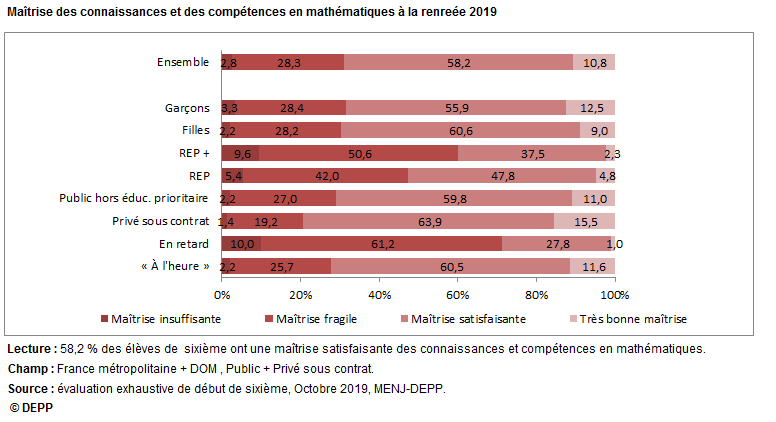 Maîtrise des connaissances et des compétences en mathématiques à la renreée 2019
Ensemble 2,8 28,3 58,2 10,8
Garçons 3,3 28,4 55,9 12,5
Filles 2,2 28,2 60,6 9,0
REP + 9,6 50,6 37,5 2,3
REP 5,4 42,0 47,8 4,8
Public hors éduc. prioritaire 2,2 27,0 59,8 11,0
Privé sous contrat 1,4 19,2 63,9 15,5
En retard 10,0 61,2 27,8 1,0
« À l'heure » 2,2 25,7 60,5 11,6
0% 20% 40% 60% 80% 100%
Maîtrise insuffisante Maîtrise fragile Maîtrise satisfaisante Très bonne maîtrise
Lecture : 58,2 % des élèves de sixième ont une maîtrise satisfaisante des connaissances et compétences en mathématiques.
Champ : France métropolitaine + DOM , Public + Privé sous contrat.
Source : évaluation exhaustive de début de sixième, Octobre 2019, MENJ-DEPP.
© DEPP